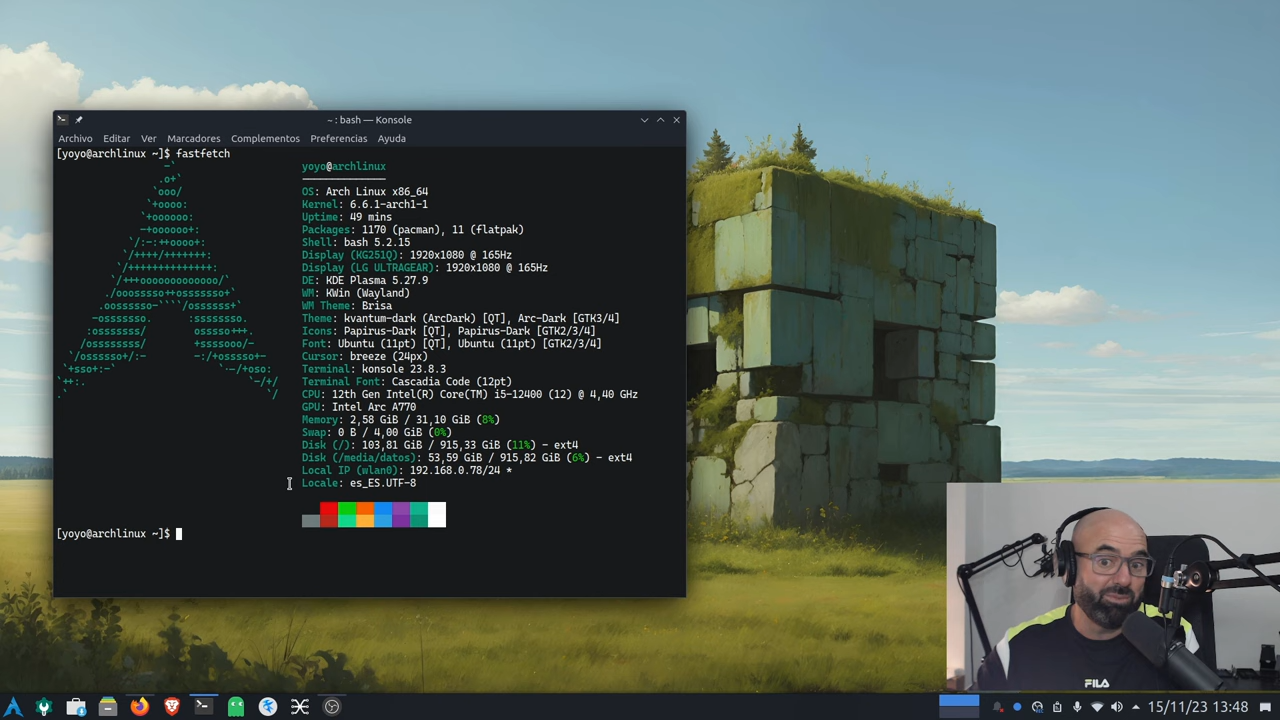 ~ : bash — Konsole
Archivo Editar Ver Marcadores Complementos Preferencias Ayuda
[yoyo@archlinux ~]$ fastfetch
yoyo@archlinux
OS: Arch Linux x86_64
Kernel: 6.6.1-arch1-1
Uptime: 49 mins
Packages: 1170 (pacman), 11 (flatpak)
Shell: bash 5.2.15
Display (KG251Q): 1920x1080 @ 165Hz
Display (LG ULTRAGEAR): 1920x1080 @ 165Hz
DE: KDE Plasma 5.27.9
WM: KWin (Wayland)
WM Theme: Brisa
Theme: kvantum-dark (ArcDark) [QT], Arc-Dark [GTK3/4]
Icons: Papirus-Dark [QT], Papirus-Dark [GTK2/3/4]
Font: Ubuntu (11pt) [QT], Ubuntu (11pt) [GTK2/3/4]
Cursor: breeze (24px)
Terminal: konsole 23.8.3
Terminal Font: Cascadia Code (12pt)
CPU: 12th Gen Intel(R) Core(TM) i5-12400 (12) @ 4,40 GHz
GPU: Intel Arc A770
Memory: 2,58 GiB / 31,10 GiB (8%)
Swap: 0 B / 4,00 GiB (0%)
Disk (/): 103,81 GiB / 915,33 GiB (11%) - ext4
Disk (/media/datos): 53,59 GiB / 915,82 GiB (6%) - ext4
Local IP (wlan0): 192.168.0.78/24 *
Locale: es_ES.UTF-8
[yoyo@archlinux ~]$
FILA
15/11/23 13:48